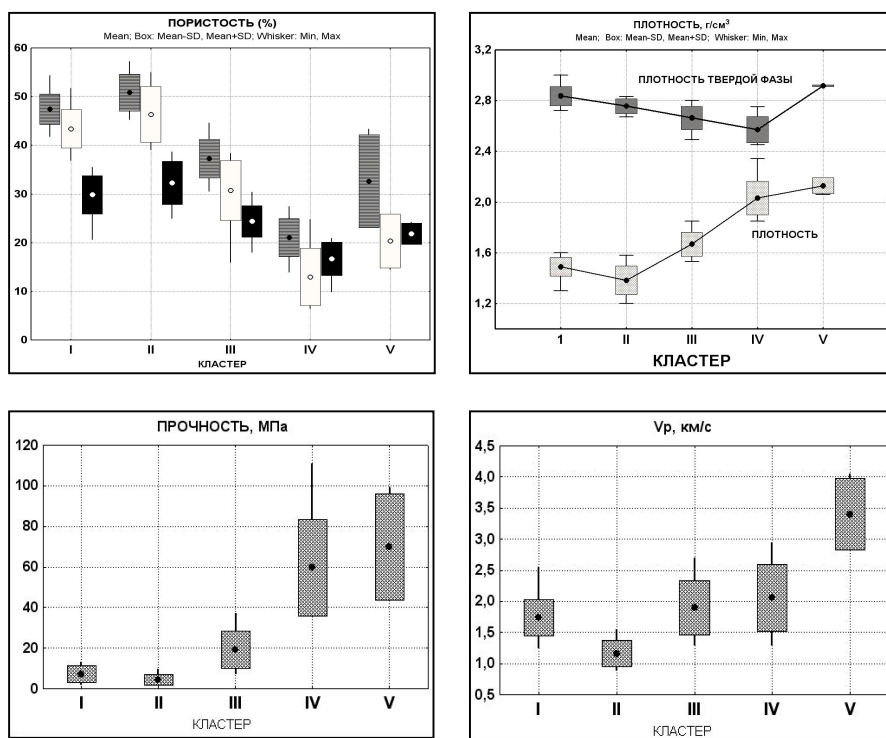 ПОРИСТОСТЬ (%)
Mean; Box: Mean-SD, Mean+SD; Whisker: Min, Max
60
50
40
30
20
10
0
I II III IV V
КЛАСТЕР
ПЛОТНОСТЬ, г/см³
Mean; Box: Mean-SD, Mean+SD; Whisker: Min, Max
3,2
ПЛОТНОСТЬ ТВЕРДОЙ ФАЗЫ
2,8
2,4
2,0
ПЛОТНОСТЬ
1,6
1,2
1 II III IV V
КЛАСТЕР
ПРОЧНОСТЬ, МПа
120
100
80
60
40
20
0
I II III IV V
КЛАСТЕР
Vp, км/с
4,5
4,0
3,5
3,0
2,5
2,0
1,5
1,0
0,5
I II III IV V
КЛАСТЕР